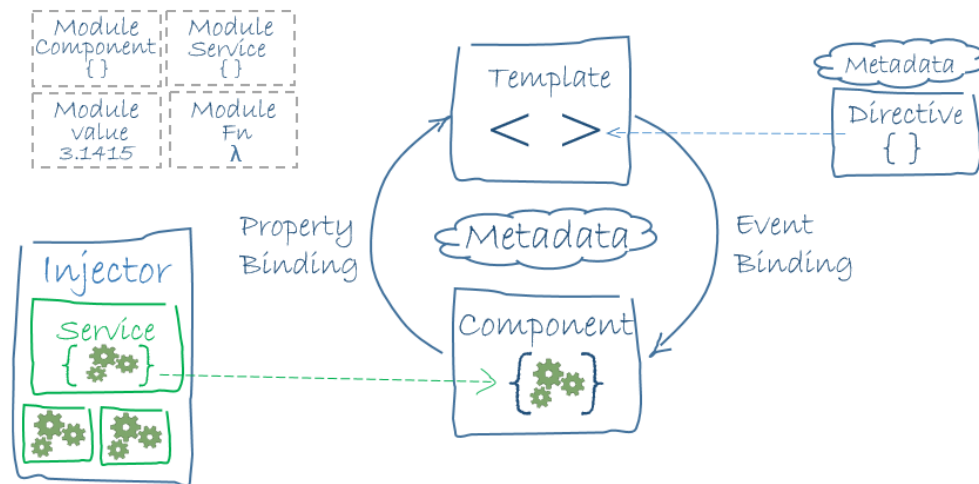 Module
Component
{ }
Module
Service
{ }
Module
value
3.1415
Module
Fn
λ
Template
< >
Metadata
Directive
{ }
Property
Binding
Metadata
Event
Binding
Injector
Service
{ }
Component
{ }